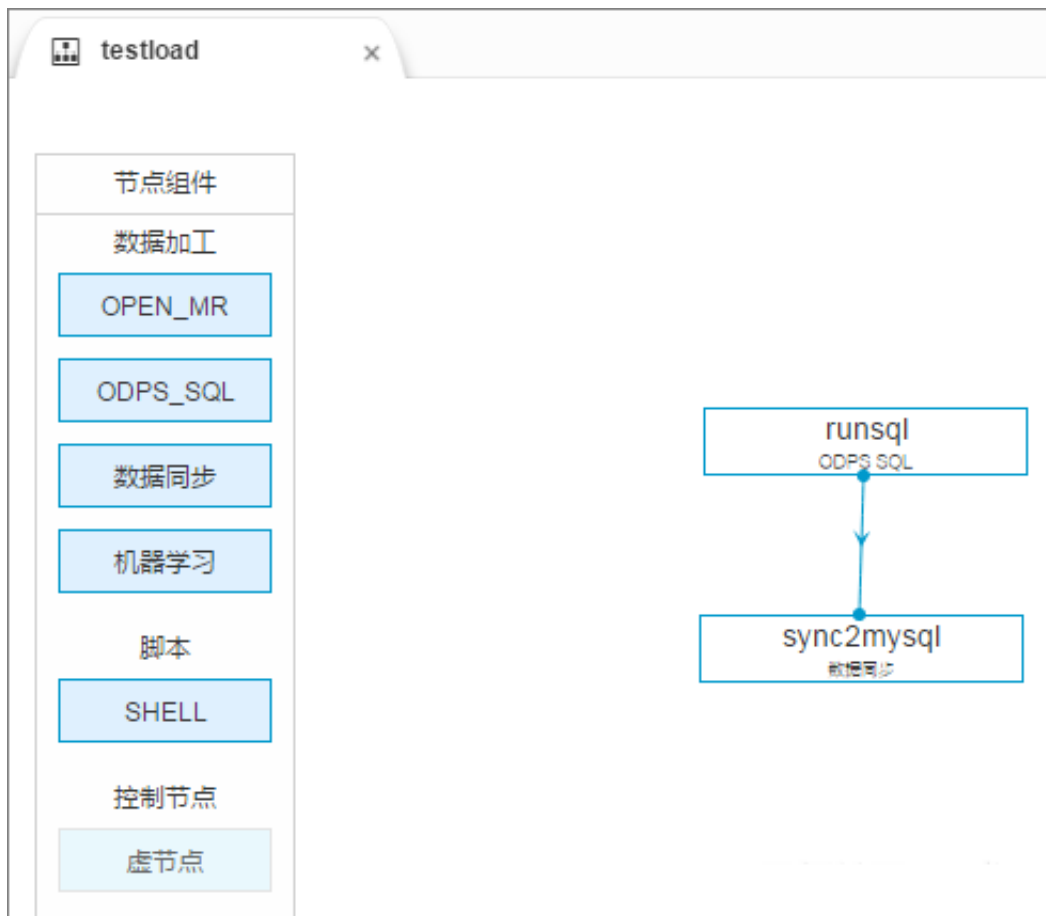 testload
节点组件
数据加工
OPEN_MR
ODPS_SQL
数据同步
机器学习
脚本
SHELL
控制节点
虚节点
runsql
ODPS SQL
sync2mysql
数据同步